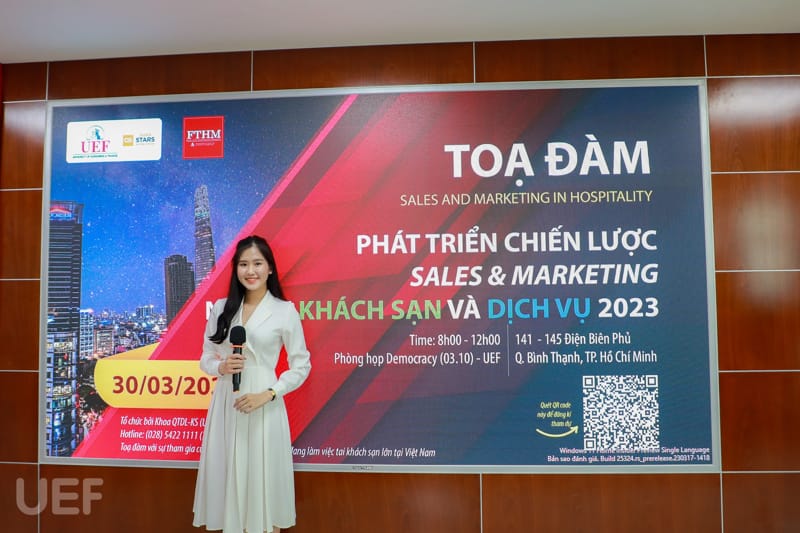 UEF
STARS
FTHM
TOẠ ĐÀM
SALES AND MARKETING IN HOSPITALITY
PHÁT TRIỂN CHIẾN LƯỢC
SALES & MARKETING
KHÁCH SẠN VÀ DỊCH VỤ 2023
Time: 8h00 - 12h00
Phòng họp Democracy (03.10) - UEF
141 - 145 Điện Biên Phủ
Q. Bình Thạnh, TP. Hồ Chí Minh
30/03/20
Quét QR code
này để đăng kí
tham dự
Tổ chức bởi Khoa QTDL-KS
Hotline: (028) 5422 1111
Toạ đàm với sự tham gia đang làm việc tại khách sạn lớn tại Việt Nam
Windows 11 Home Insider Preview Single Language
Bản sao đánh giá. Build 25324.rs_prerelease.230317-1418
UEF